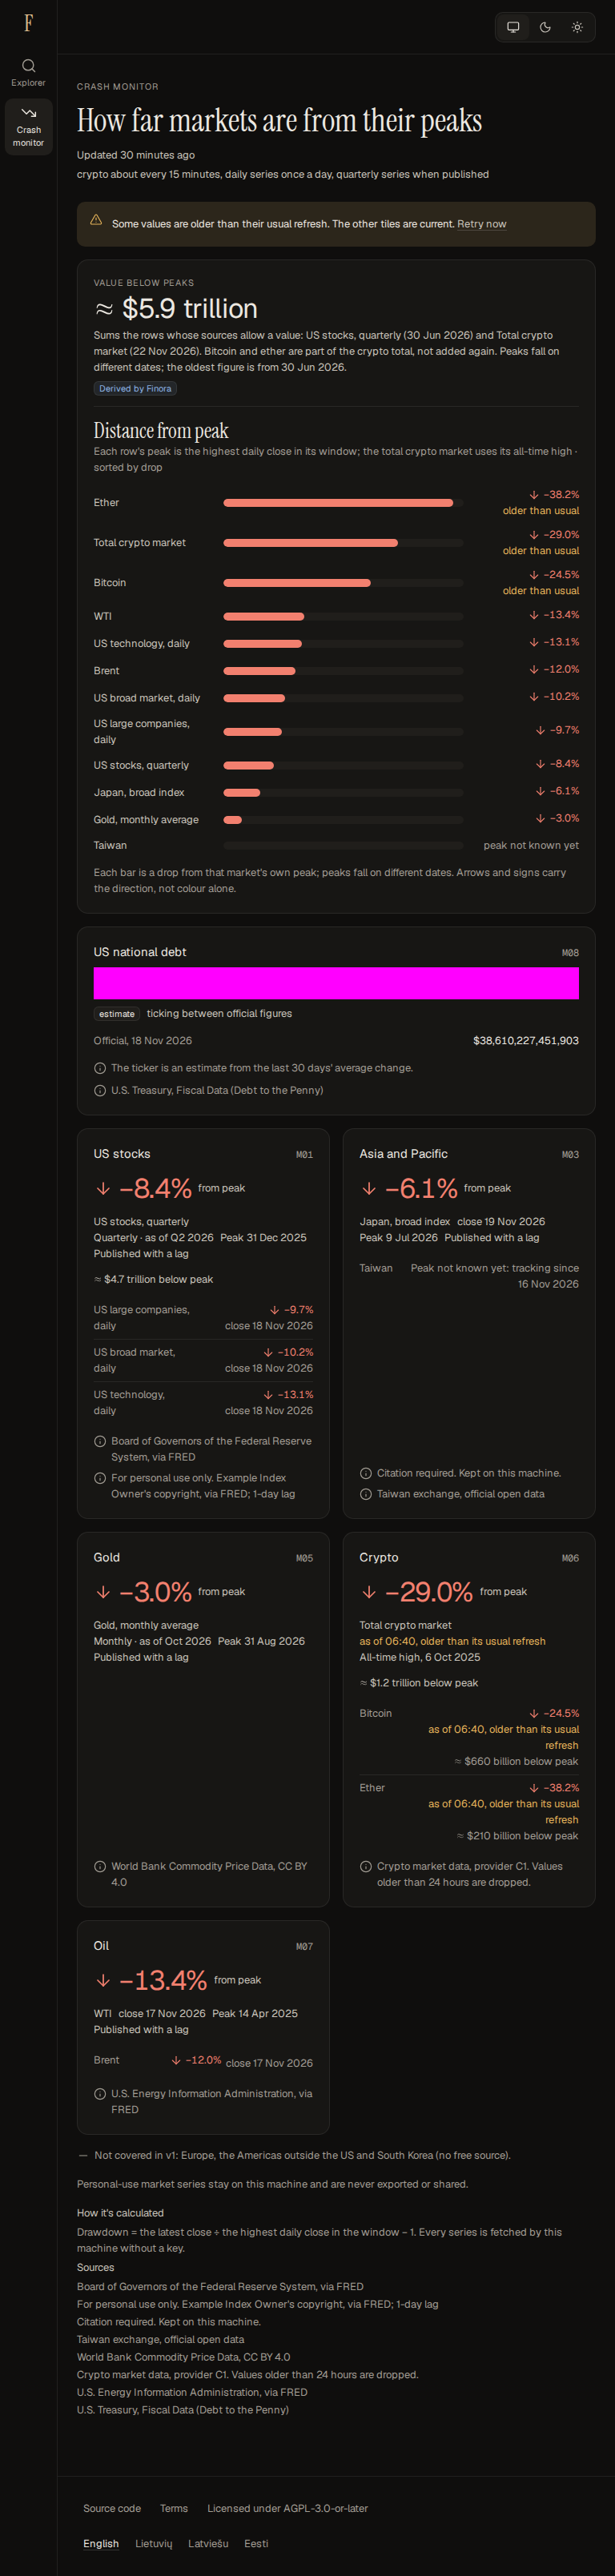 F
Explorer
Crash
monitor
CRASH MONITOR
How far markets are from their peaks
Updated 30 minutes ago
crypto about every 15 minutes, daily series once a day, quarterly series when published
Some values are older than their usual refresh. The other tiles are current. Retry now
VALUE BELOW PEAKS
≈ $5.9 trillion
Sums the rows whose sources allow a value: US stocks, quarterly (30 Jun 2026) and Total crypto
market (22 Nov 2026). Bitcoin and ether are part of the crypto total, not added again. Peaks fall on
different dates; the oldest figure is from 30 Jun 2026.
Derived by Finora
Distance from peak
Each row's peak is the highest daily close in its window; the total crypto market uses its all-time high ·
sorted by drop
Ether ↓ −38.2%
older than usual
Total crypto market ↓ −29.0%
older than usual
Bitcoin ↓ −24.5%
older than usual
WTI ↓ −13.4%
US technology, daily ↓ −13.1%
Brent ↓ −12.0%
US broad market, daily ↓ −10.2%
US large companies,
daily ↓ −9.7%
US stocks, quarterly ↓ −8.4%
Japan, broad index ↓ −6.1%
Gold, monthly average ↓ −3.0%
Taiwan peak not known yet
Each bar is a drop from that market's own peak; peaks fall on different dates. Arrows and signs carry
the direction, not colour alone.
US national debt M08
estimate ticking between official figures
Official, 18 Nov 2026 $38,610,227,451,903
The ticker is an estimate from the last 30 days' average change.
U.S. Treasury, Fiscal Data (Debt to the Penny)
US stocks M01
↓ −8.4% from peak
US stocks, quarterly
Quarterly · as of Q2 2026 Peak 31 Dec 2025
Published with a lag
≈ $4.7 trillion below peak
US large companies, ↓ −9.7%
daily close 18 Nov 2026
US broad market, ↓ −10.2%
daily close 18 Nov 2026
US technology, ↓ −13.1%
daily close 18 Nov 2026
Board of Governors of the Federal Reserve
System, via FRED
For personal use only. Example Index
Owner's copyright, via FRED; 1-day lag
Asia and Pacific M03
↓ −6.1% from peak
Japan, broad index close 19 Nov 2026
Peak 9 Jul 2026 Published with a lag
Taiwan Peak not known yet: tracking since
16 Nov 2026
Citation required. Kept on this machine.
Taiwan exchange, official open data
Gold M05
↓ −3.0% from peak
Gold, monthly average
Monthly · as of Oct 2026 Peak 31 Aug 2026
Published with a lag
World Bank Commodity Price Data, CC BY
4.0
Crypto M06
↓ −29.0% from peak
Total crypto market
as of 06:40, older than its usual refresh
All-time high, 6 Oct 2025
≈ $1.2 trillion below peak
Bitcoin ↓ −24.5%
as of 06:40, older than its usual
refresh
≈ $660 billion below peak
Ether ↓ −38.2%
as of 06:40, older than its usual
refresh
≈ $210 billion below peak
Crypto market data, provider C1. Values
older than 24 hours are dropped.
Oil M07
↓ −13.4% from peak
WTI close 17 Nov 2026 Peak 14 Apr 2025
Published with a lag
Brent ↓ −12.0% close 17 Nov 2026
U.S. Energy Information Administration, via
FRED
— Not covered in v1: Europe, the Americas outside the US and South Korea (no free source).
Personal-use market series stay on this machine and are never exported or shared.
How it's calculated
Drawdown = the latest close ÷ the highest daily close in the window − 1. Every series is fetched by this
machine without a key.
Sources
Board of Governors of the Federal Reserve System, via FRED
For personal use only. Example Index Owner's copyright, via FRED; 1-day lag
Citation required. Kept on this machine.
Taiwan exchange, official open data
World Bank Commodity Price Data, CC BY 4.0
Crypto market data, provider C1. Values older than 24 hours are dropped.
U.S. Energy Information Administration, via FRED
U.S. Treasury, Fiscal Data (Debt to the Penny)
Source code Terms Licensed under AGPL-3.0-or-later
English Lietuvių Latviešu Eesti